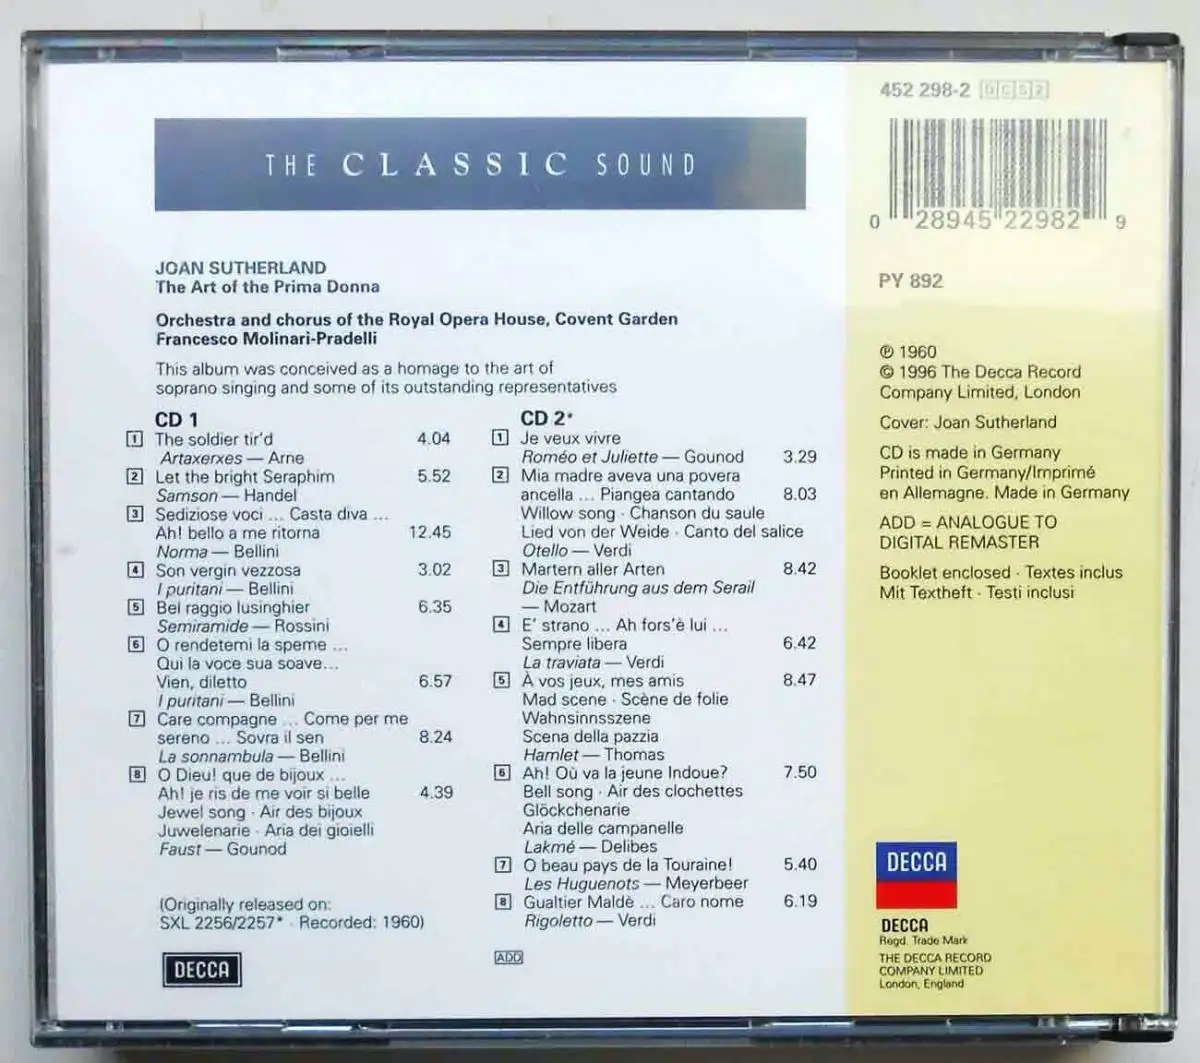 THE CLASSIC SOUND
JOAN SUTHERLAND
The Art of the Prima Donna
Orchestra and chorus of the Royal Opera House, Covent Garden
Francesco Molinari-Pradelli
This album was conceived as a homage to the art of
soprano singing and some of its outstanding representatives
CD 1
1 The soldier tir'd 4.04
Artaxerxes — Arne
2 Let the bright Seraphim 5.52
Samson — Handel
3 Sediziose voci ... Casta diva ...
Ah! bello a me ritorna 12.45
Norma — Bellini
4 Son vergin vezzosa 3.02
I puritani — Bellini
5 Bel raggio lusinghier 6.35
Semiramide — Rossini
6 O rendetemi la speme ...
Qui la voce sua soave...
Vien, diletto 6.57
I puritani — Bellini
7 Care compagne ... Come per me
sereno ... Sovra il sen 8.24
La sonnambula — Bellini
8 O Dieu! que de bijoux ...
Ah! je ris de me voir si belle 4.39
Jewel song · Air des bijoux
Juwelenarie · Aria dei gioielli
Faust — Gounod
(Originally released on:
SXL 2256/2257* · Recorded: 1960)
DECCA
CD 2*
1 Je veux vivre
Roméo et Juliette — Gounod 3.29
2 Mia madre aveva una povera
ancella ... Piangea cantando 8.03
Willow song · Chanson du saule
Lied von der Weide · Canto del salice
Otello — Verdi
3 Martern aller Arten 8.42
Die Entführung aus dem Serail
— Mozart
4 E' strano ... Ah fors'è lui ...
Sempre libera 6.42
La traviata — Verdi
5 À vos jeux, mes amis 8.47
Mad scene · Scène de folie
Wahnsinnsszene
Scena della pazzia
Hamlet — Thomas
6 Ah! Où va la jeune Indoue? 7.50
Bell song · Air des clochettes
Glöckchenarie
Aria delle campanelle
Lakmé — Delibes
7 O beau pays de la Touraine! 5.40
Les Huguenots — Meyerbeer
8 Gualtier Maldè ... Caro nome 6.19
Rigoletto — Verdi
ADD
452 298-2 DCS2
0 28945 22982 9
PY 892
℗ 1960
© 1996 The Decca Record
Company Limited, London
Cover: Joan Sutherland
CD is made in Germany
Printed in Germany/Imprimé
en Allemagne. Made in Germany
ADD = ANALOGUE TO
DIGITAL REMASTER
Booklet enclosed · Textes inclus
Mit Textheft · Testi inclusi
DECCA
DECCA
Regd. Trade Mark
THE DECCA RECORD
COMPANY LIMITED
London, England